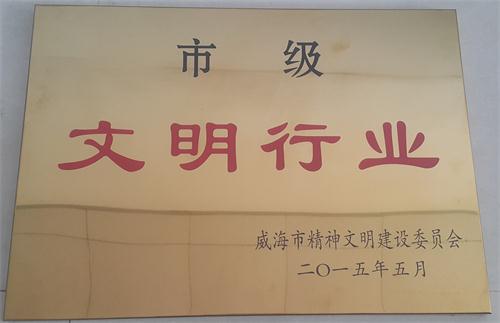 市级
文明行业
威海市精神文明建设委员会
二〇一五年五月